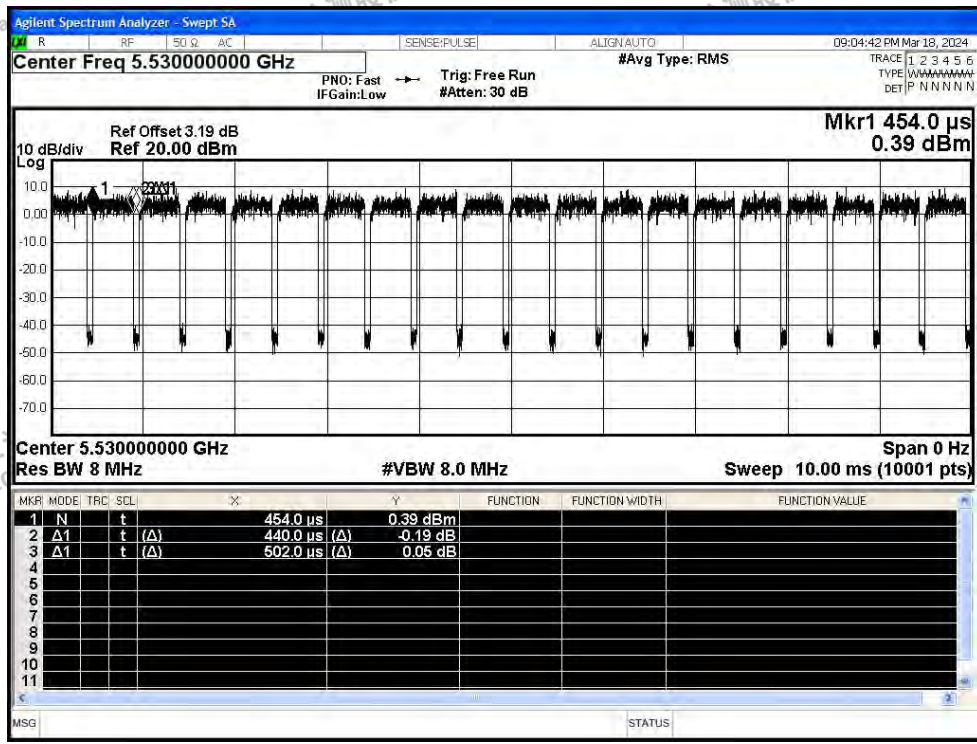 Agilent Spectrum Analyzer - Swept SA
R RF 50 Ω AC SENSE:PULSE ALIGN AUTO 09:04:42 PM Mar 18, 2024
Center Freq 5.530000000 GHz
#Avg Type: RMS
TRACE 1 2 3 4 5 6
PNO: Fast Trig: Free Run
TYPE WWWWWW
IFGain:Low #Atten: 30 dB
DET P N N N N N
Mkr1 454.0 µs
Ref Offset 3.19 dB
0.39 dBm
10 dB/div Ref 20.00 dBm
Log
10.0
0.00
-10.0
-20.0
-30.0
-40.0
-50.0
-60.0
-70.0
1
Center 5.530000000 GHz Span 0 Hz
Res BW 8 MHz #VBW 8.0 MHz Sweep 10.00 ms (10001 pts)
MKR MODE TRC SCL X Y FUNCTION FUNCTION WIDTH FUNCTION VALUE
1 N t 454.0 µs 0.39 dBm
2 Δ1 t (Δ) 440.0 µs (Δ) -0.19 dB
3 Δ1 t (Δ) 502.0 µs (Δ) 0.05 dB
4
5
6
7
8
9
10
11
MSG STATUS